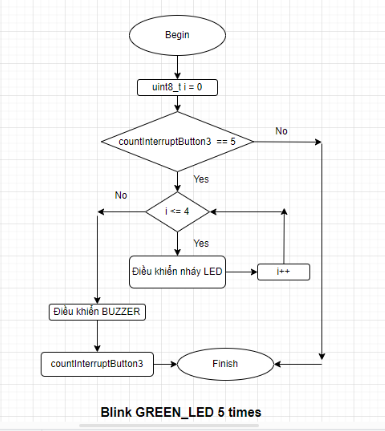 Begin
uint8_t i = 0
countInterruptButton3 == 5
No
Yes
No
i <= 4
Yes
Điều khiển nháy LED
i++
Điều khiển BUZZER
countInterruptButton3
Finish
Blink GREEN_LED 5 times